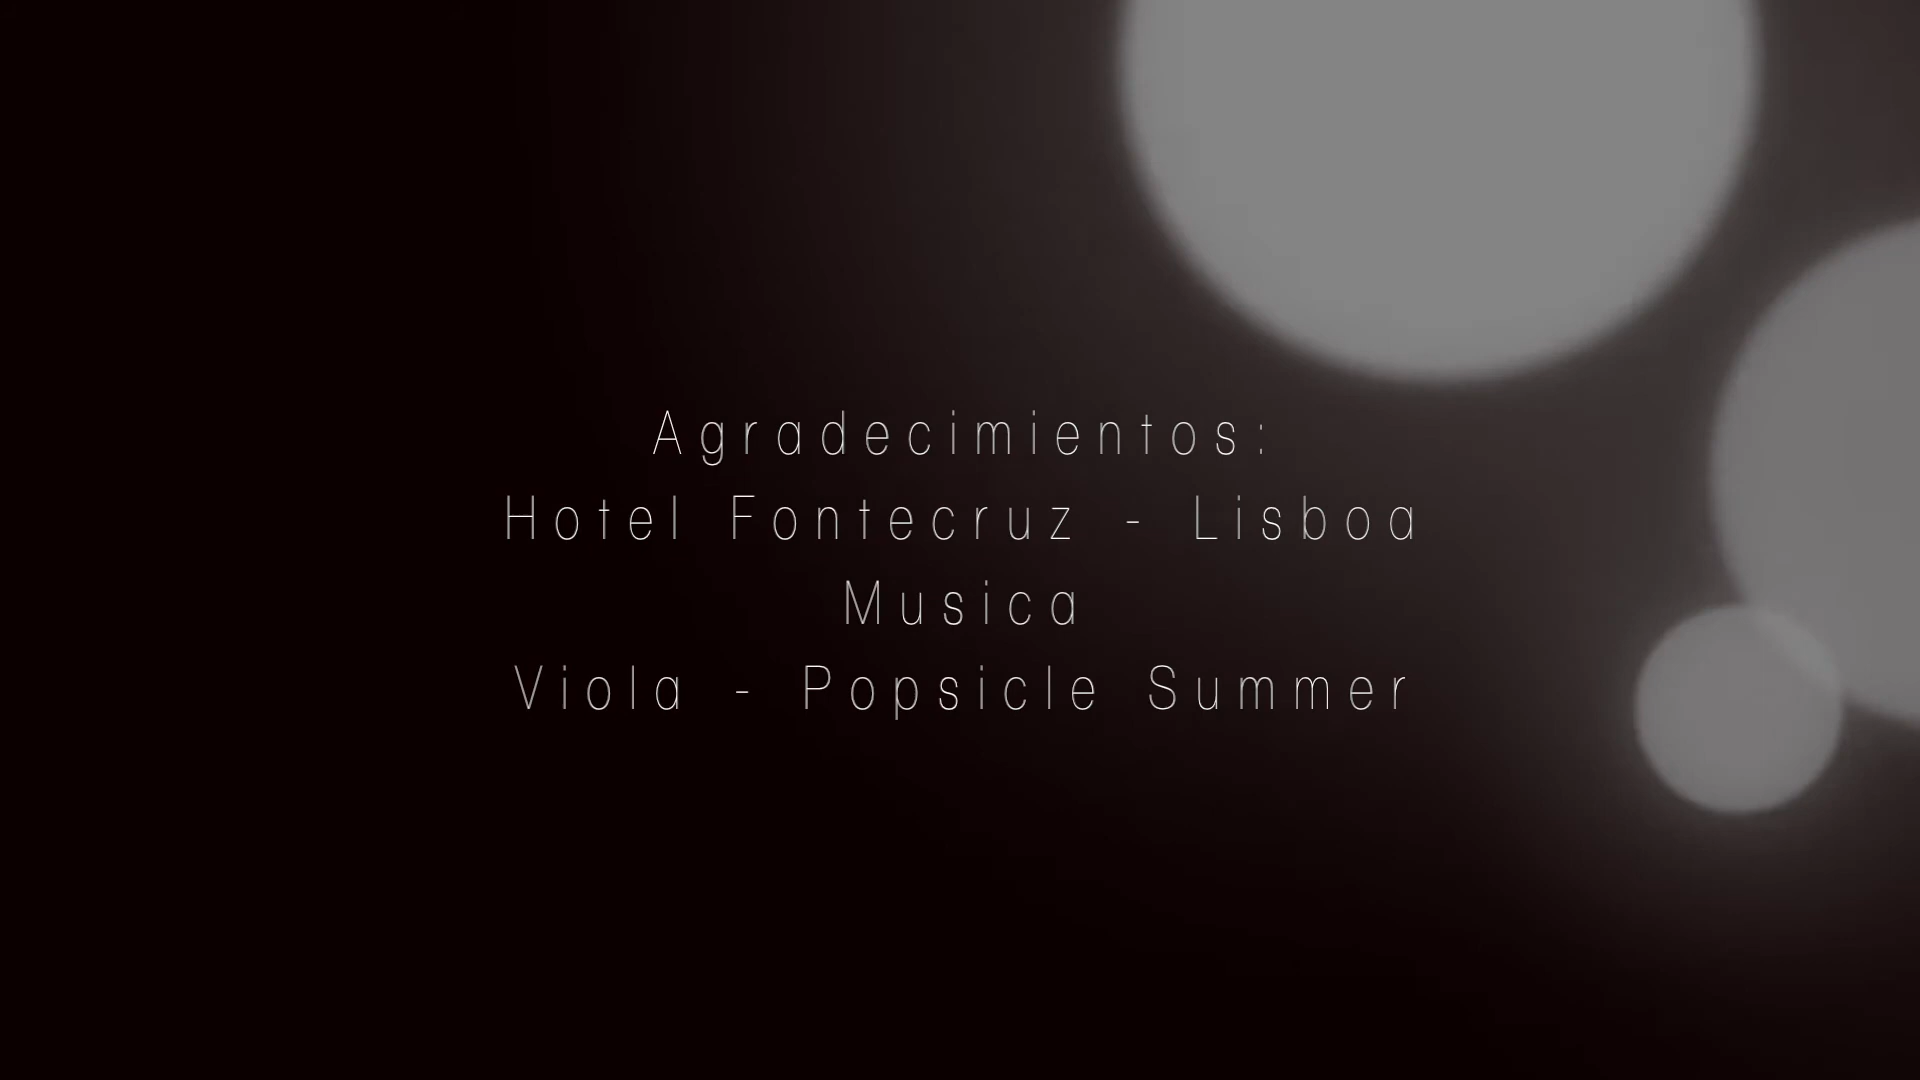 Agradecimientos:
Hotel Fontecruz - Lisboa
Musica
Viola - Popsicle Summer